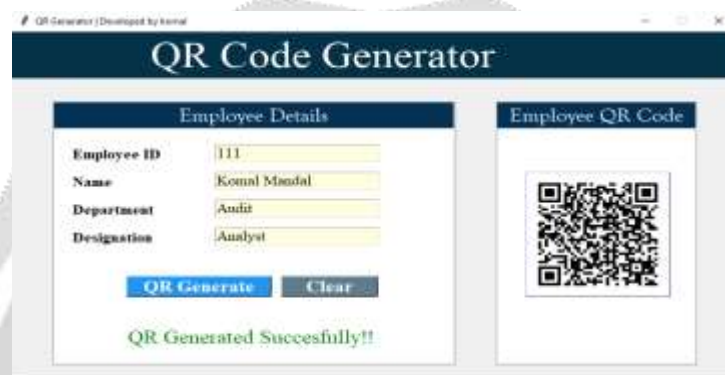 QR Generator | Developed by komal
QR Code Generator
Employee Details
Employee ID 111
Name Komal Mandal
Department Audit
Designation Analyst
QR Generate Clear
QR Generated Succesfully!!
Employee QR Code